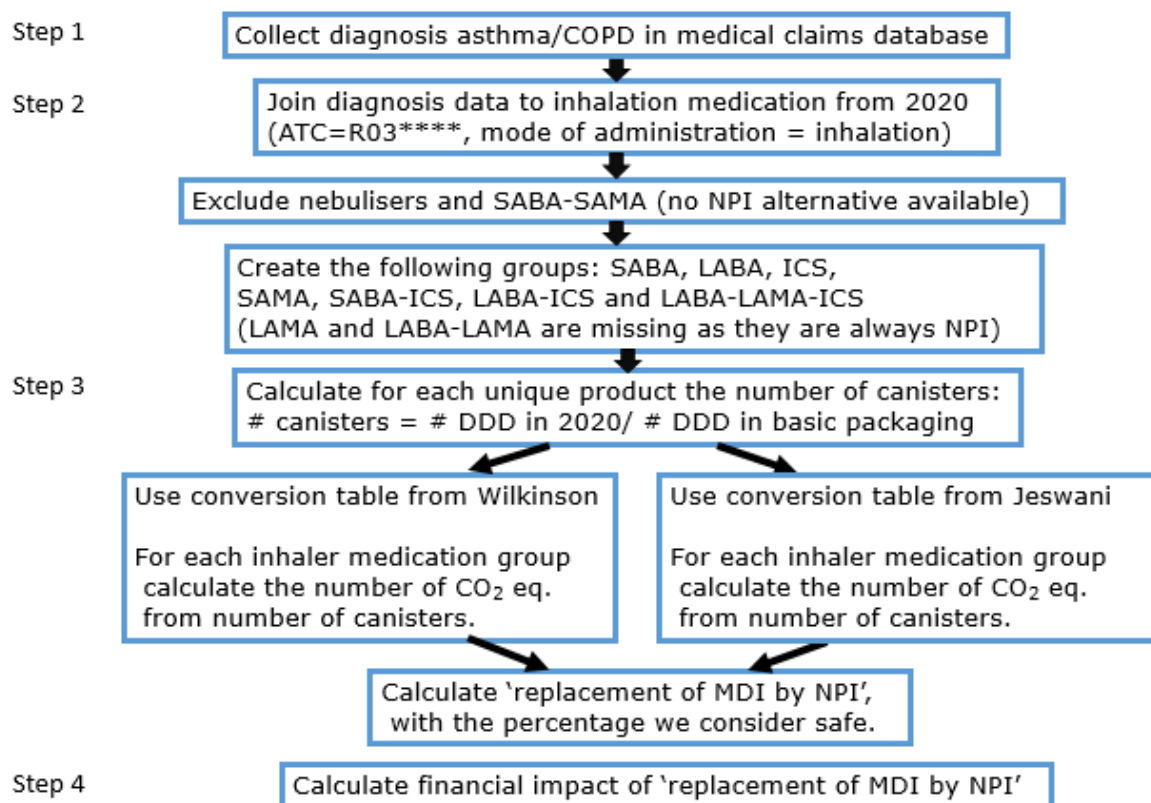 Step 1
Collect diagnosis asthma/COPD in medical claims database
Step 2
Join diagnosis data to inhalation medication from 2020
(ATC=R03****, mode of administration = inhalation)
Exclude nebulisers and SABA-SAMA (no NPI alternative available)
Create the following groups: SABA, LABA, ICS,
SAMA, SABA-ICS, LABA-ICS and LABA-LAMA-ICS
(LAMA and LABA-LAMA are missing as they are always NPI)
Step 3
Calculate for each unique product the number of canisters:
# canisters = # DDD in 2020/ # DDD in basic packaging
Use conversion table from Wilkinson
For each inhaler medication group
calculate the number of CO₂ eq.
from number of canisters.
Use conversion table from Jeswani
For each inhaler medication group
calculate the number of CO₂ eq.
from number of canisters.
Calculate ‘replacement of MDI by NPI’,
with the percentage we consider safe.
Step 4
Calculate financial impact of ‘replacement of MDI by NPI’